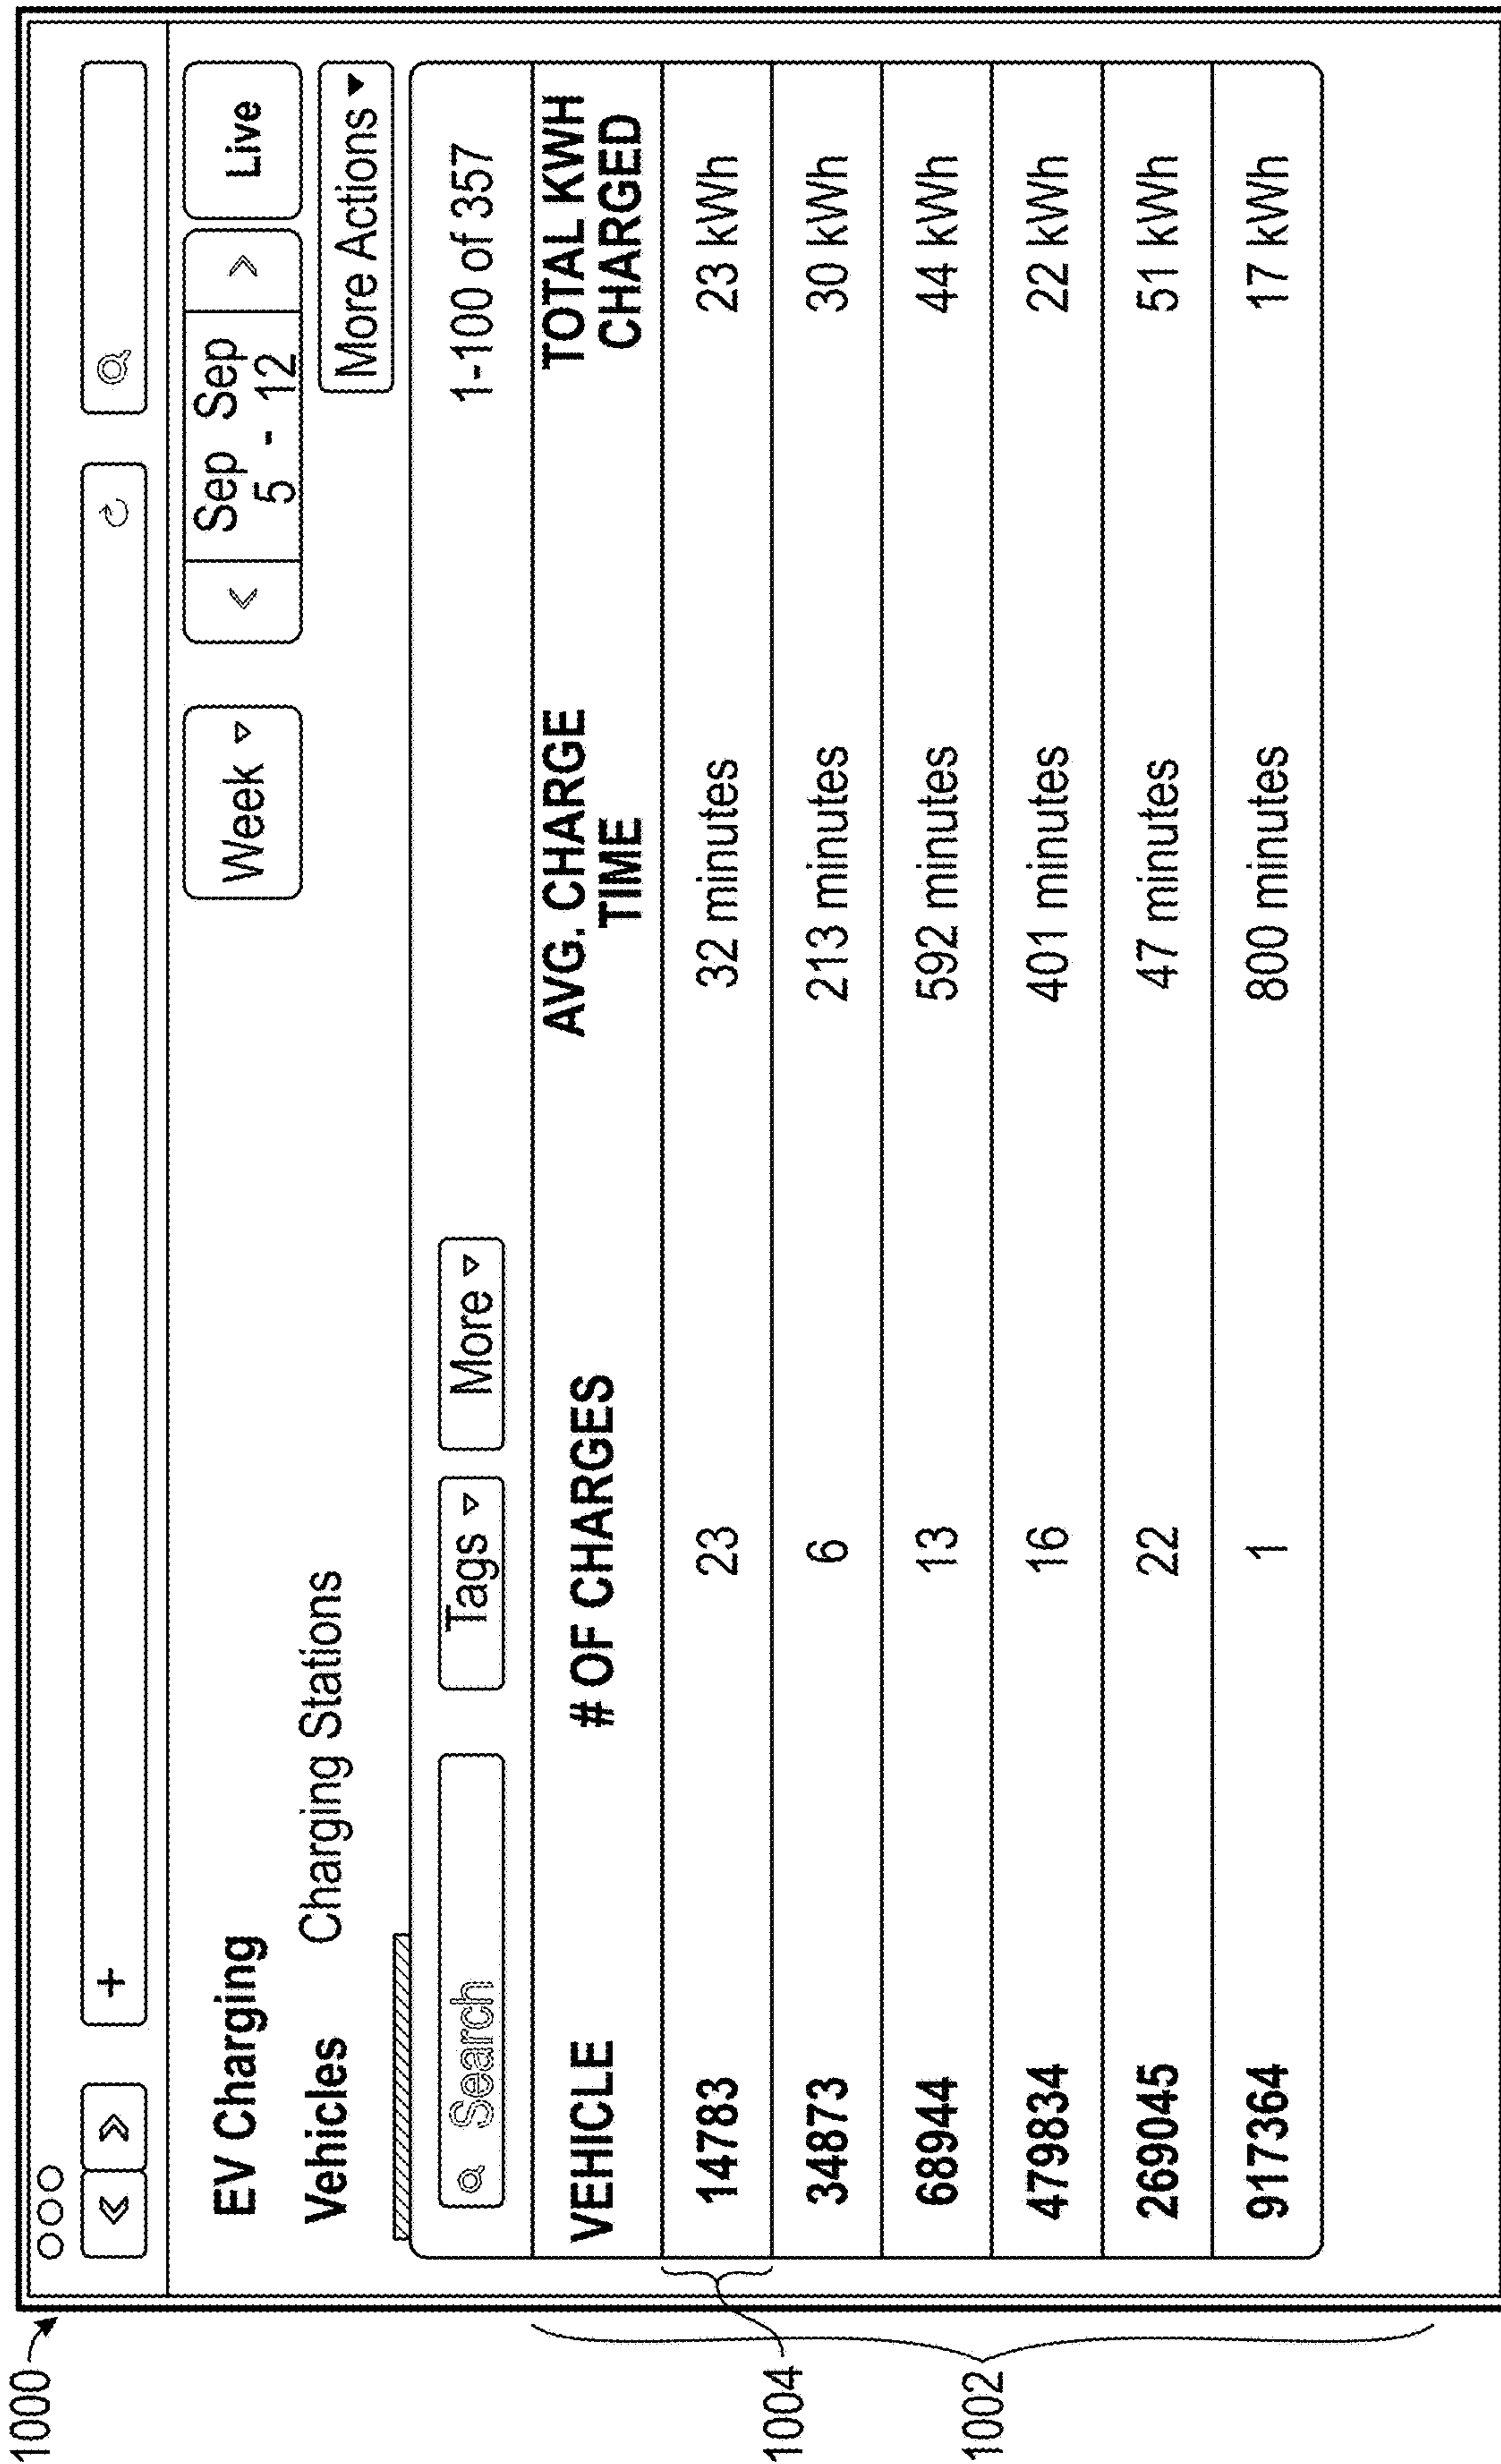 1000
+
Week
< Sep 5 - Sep 12 >
Live
EV Charging
Vehicles
Charging Stations
More Actions
Search
Tags
More
1-100 of 357
VEHICLE
# OF CHARGES
AVG. CHARGE
TIME
TOTAL KWH
CHARGED
14783 23 32 minutes 23 kWh
34873 6 213 minutes 30 kWh
68944 13 592 minutes 44 kWh
479834 16 401 minutes 22 kWh
269045 22 47 minutes 51 kWh
917364 1 800 minutes 17 kWh
1004
1002